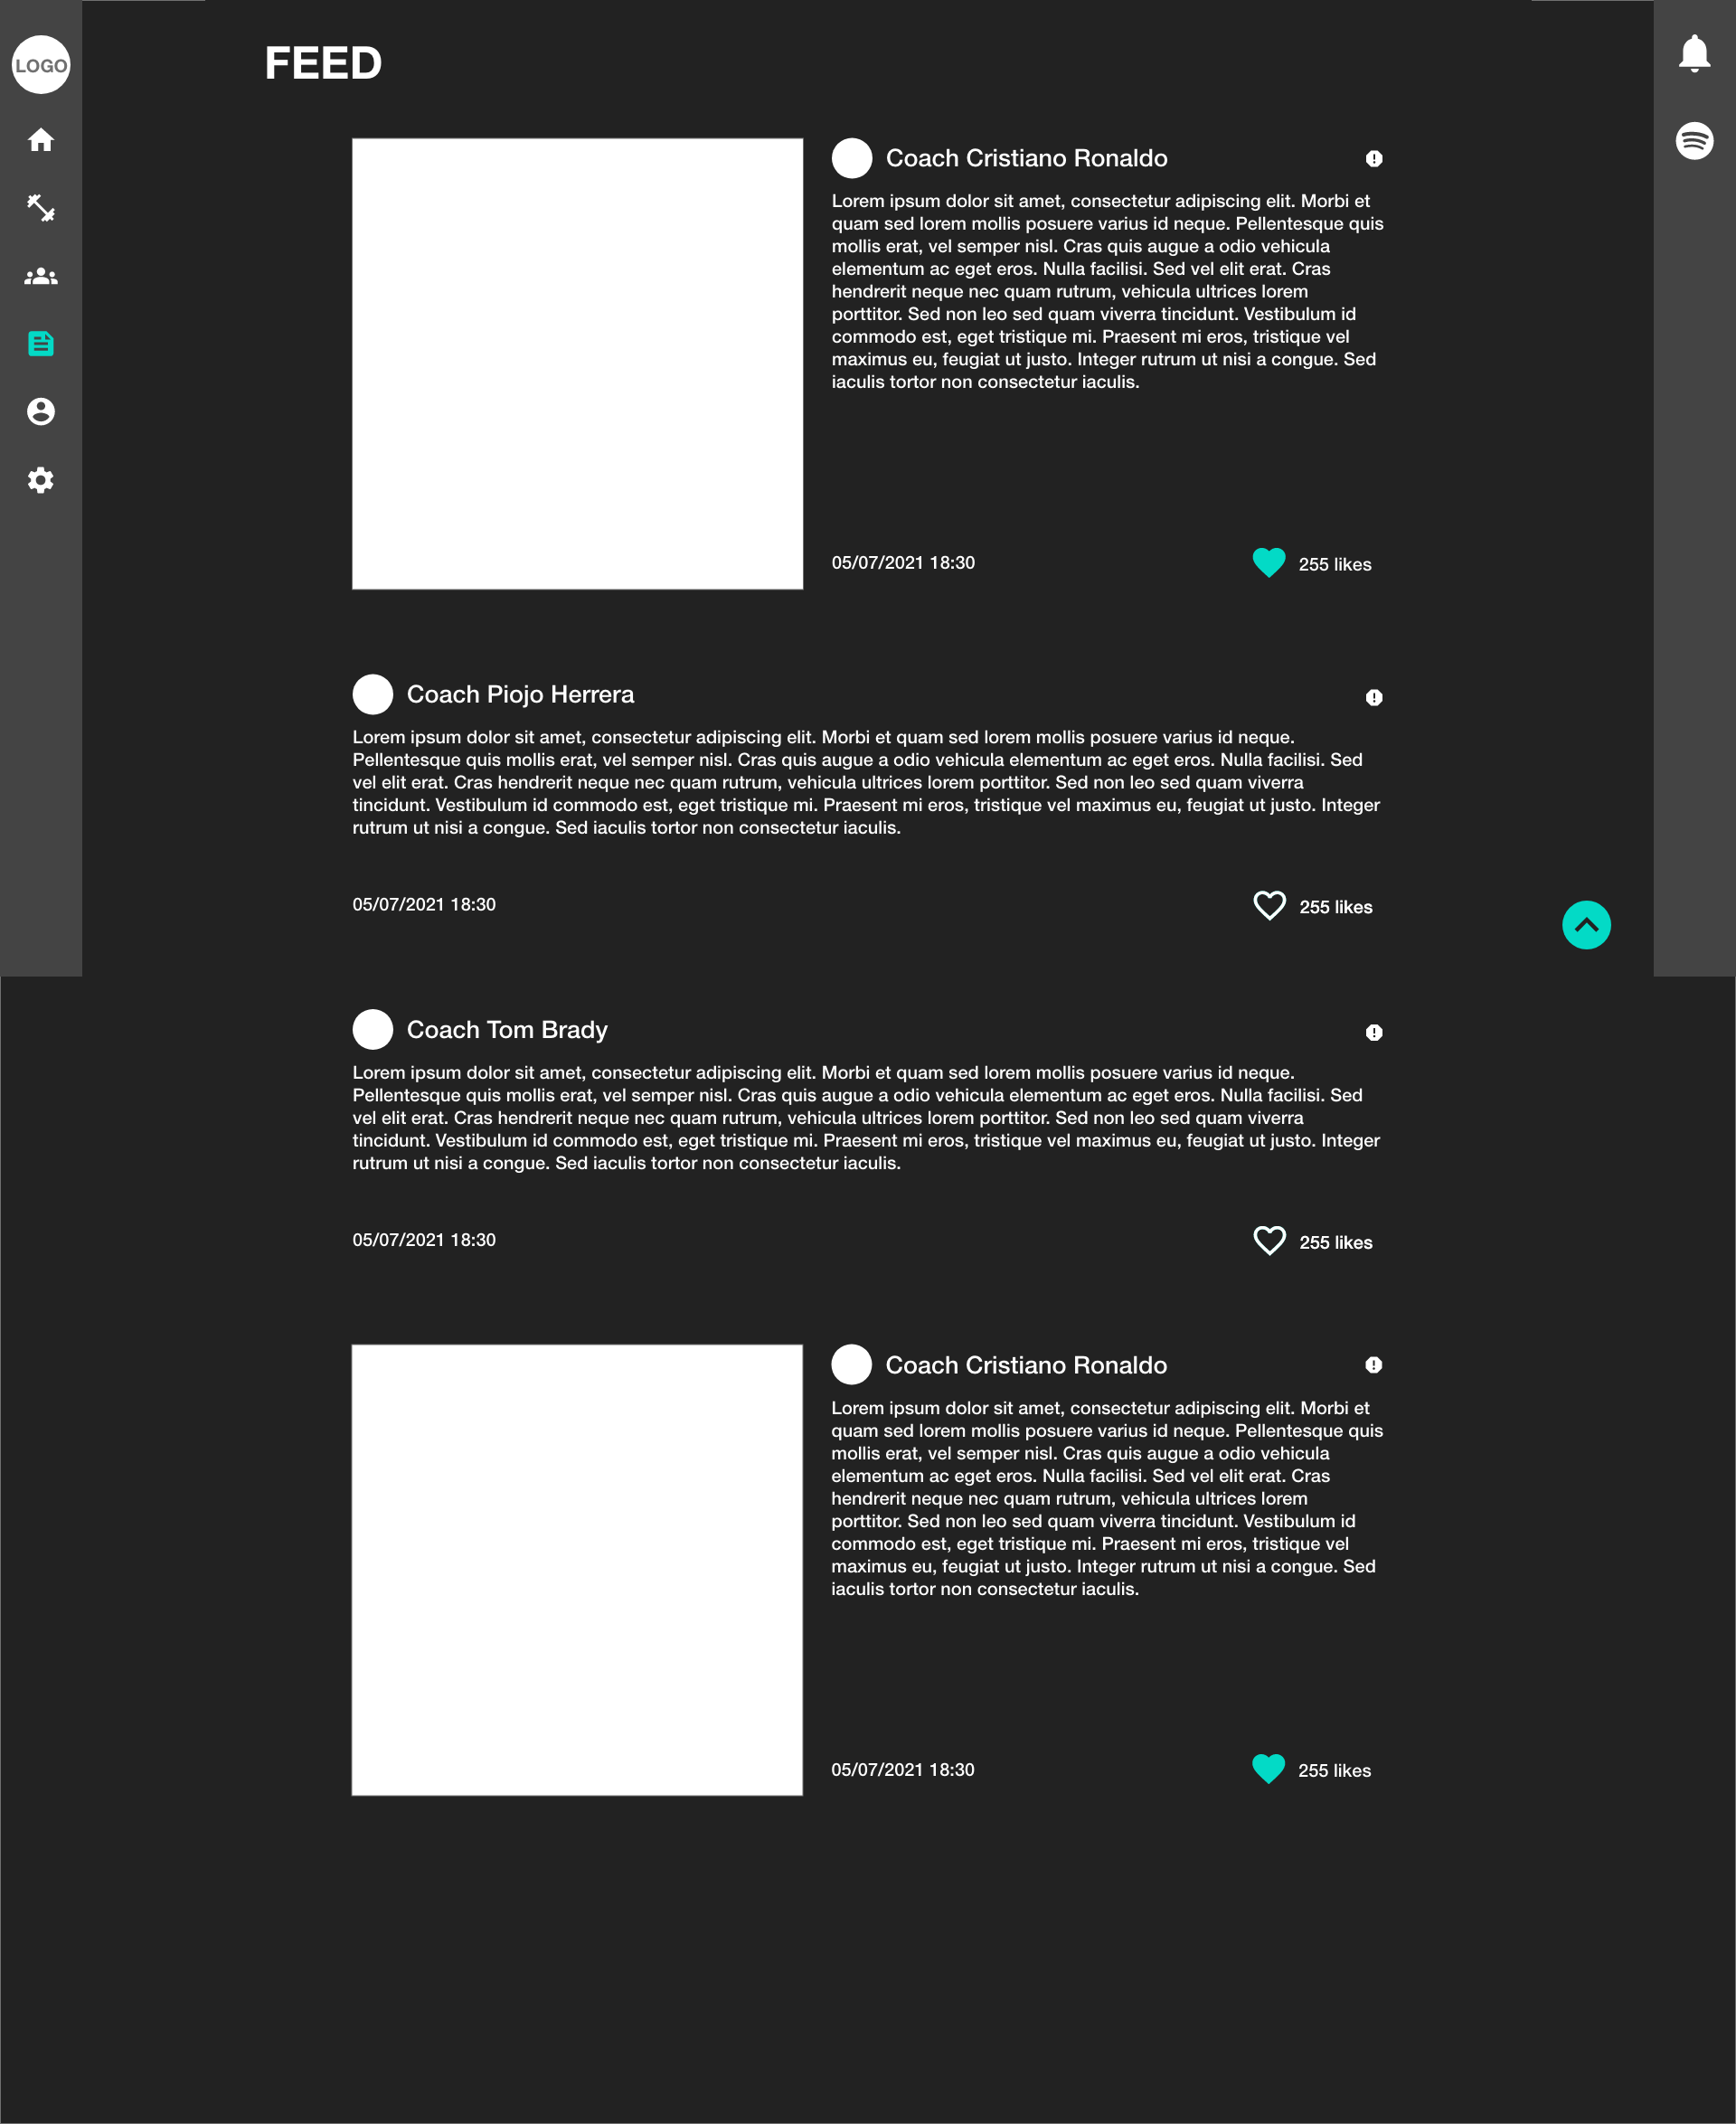 LOGO
FEED
Coach Cristiano Ronaldo
Lorem ipsum dolor sit amet, consectetur adipiscing elit. Morbi et
quam sed lorem mollis posuere varius id neque. Pellentesque quis
mollis erat, vel semper nisl. Cras quis augue a odio vehicula
elementum ac eget eros. Nulla facilisi. Sed vel elit erat. Cras
hendrerit neque nec quam rutrum, vehicula ultrices lorem
porttitor. Sed non leo sed quam viverra tincidunt. Vestibulum id
commodo est, eget tristique mi. Praesent mi eros, tristique vel
maximus eu, feugiat ut justo. Integer rutrum ut nisi a congue. Sed
iaculis tortor non consectetur iaculis.
05/07/2021 18:30
255 likes
Coach Piojo Herrera
Lorem ipsum dolor sit amet, consectetur adipiscing elit. Morbi et quam sed lorem mollis posuere varius id neque.
Pellentesque quis mollis erat, vel semper nisl. Cras quis augue a odio vehicula elementum ac eget eros. Nulla facilisi. Sed
vel elit erat. Cras hendrerit neque nec quam rutrum, vehicula ultrices lorem porttitor. Sed non leo sed quam viverra
tincidunt. Vestibulum id commodo est, eget tristique mi. Praesent mi eros, tristique vel maximus eu, feugiat ut justo. Integer
rutrum ut nisi a congue. Sed iaculis tortor non consectetur iaculis.
05/07/2021 18:30
255 likes
Coach Tom Brady
Lorem ipsum dolor sit amet, consectetur adipiscing elit. Morbi et quam sed lorem mollis posuere varius id neque.
Pellentesque quis mollis erat, vel semper nisl. Cras quis augue a odio vehicula elementum ac eget eros. Nulla facilisi. Sed
vel elit erat. Cras hendrerit neque nec quam rutrum, vehicula ultrices lorem porttitor. Sed non leo sed quam viverra
tincidunt. Vestibulum id commodo est, eget tristique mi. Praesent mi eros, tristique vel maximus eu, feugiat ut justo. Integer
rutrum ut nisi a congue. Sed iaculis tortor non consectetur iaculis.
05/07/2021 18:30
255 likes
Coach Cristiano Ronaldo
Lorem ipsum dolor sit amet, consectetur adipiscing elit. Morbi et
quam sed lorem mollis posuere varius id neque. Pellentesque quis
mollis erat, vel semper nisl. Cras quis augue a odio vehicula
elementum ac eget eros. Nulla facilisi. Sed vel elit erat. Cras
hendrerit neque nec quam rutrum, vehicula ultrices lorem
porttitor. Sed non leo sed quam viverra tincidunt. Vestibulum id
commodo est, eget tristique mi. Praesent mi eros, tristique vel
maximus eu, feugiat ut justo. Integer rutrum ut nisi a congue. Sed
iaculis tortor non consectetur iaculis.
05/07/2021 18:30
255 likes